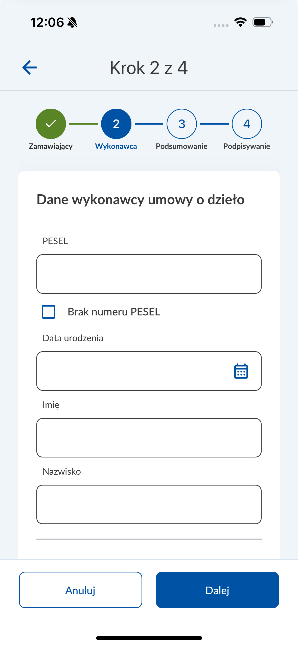 12:06
Krok 2 z 4
2
3
4
Zamawiający
Wykonawca
Podsumowanie
Podpisywanie
Dane wykonawcy umowy o dzieło
PESEL
Brak numeru PESEL
Data urodzenia
Imię
Nazwisko
Anuluj
Dalej